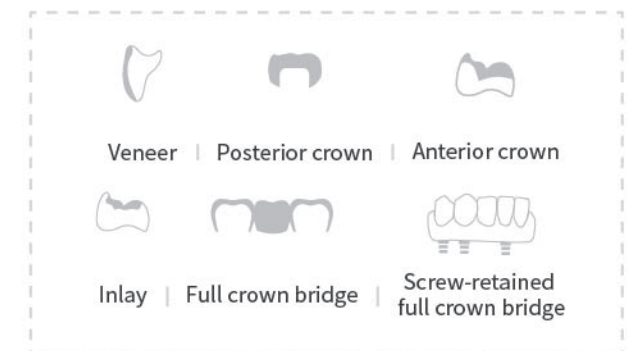 Veneer | Posterior crown | Anterior crown
Inlay | Full crown bridge | Screw-retained
full crown bridge